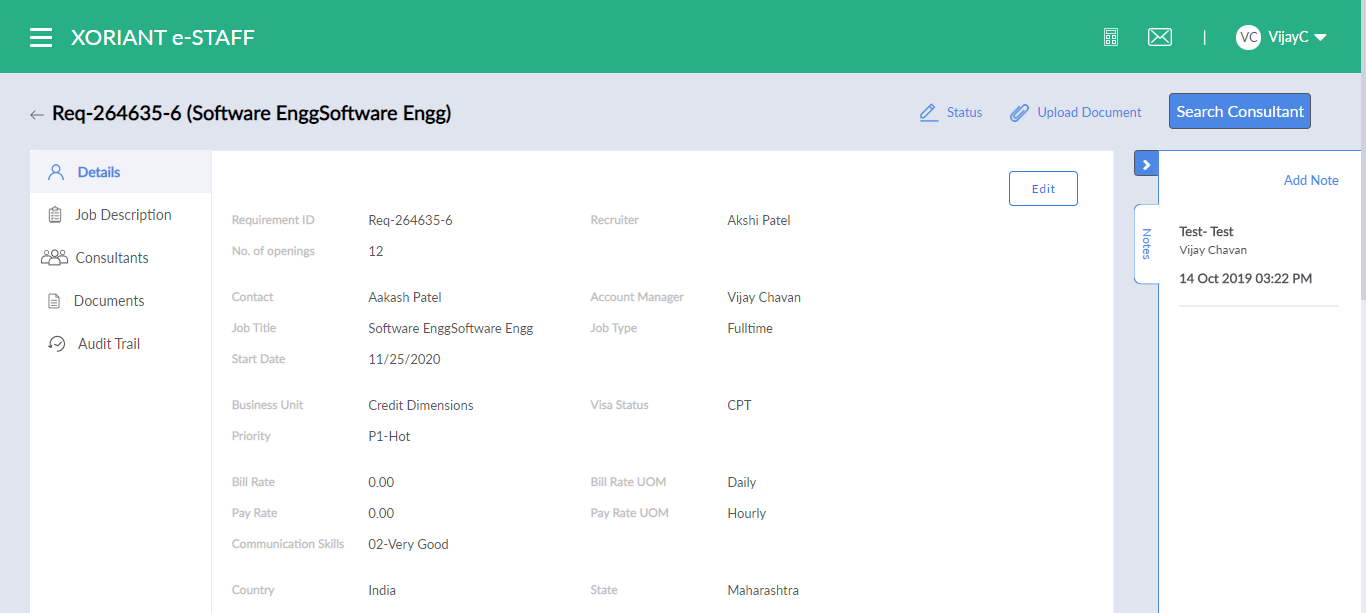 XORIANT e-STAFF
VC VijayC
Req-264635-6 (Software EnggSoftware Engg)
Status
Upload Document
Search Consultant
Details
Job Description
Consultants
Documents
Audit Trail
Edit
Requirement ID Req-264635-6 Recruiter Akshi Patel
No. of openings 12
Contact Aakash Patel Account Manager Vijay Chavan
Job Title Software EnggSoftware Engg Job Type Fulltime
Start Date 11/25/2020
Business Unit Credit Dimensions Visa Status CPT
Priority P1-Hot
Bill Rate 0.00 Bill Rate UOM Daily
Pay Rate 0.00 Pay Rate UOM Hourly
Communication Skills 02-Very Good
Country India State Maharashtra
Notes
Add Note
Test- Test
Vijay Chavan
14 Oct 2019 03:22 PM